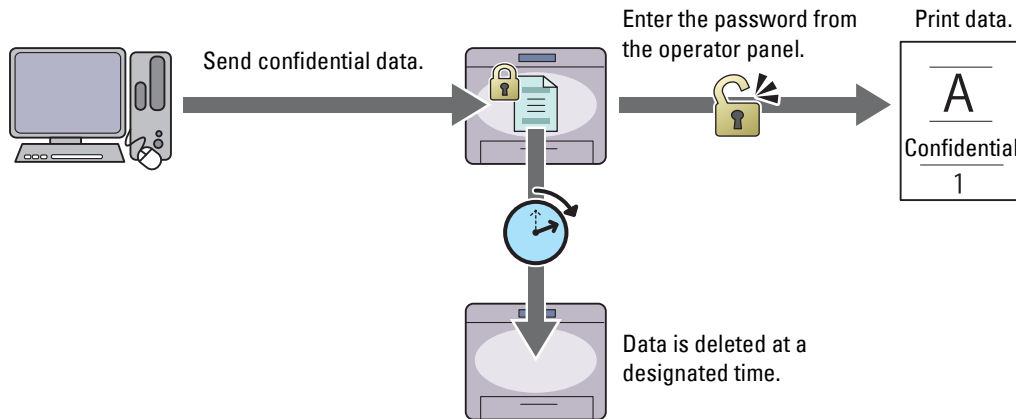 Send confidential data.
Enter the password from
the operator panel.
Print data.
A
Confidential
1
Data is deleted at a
designated time.